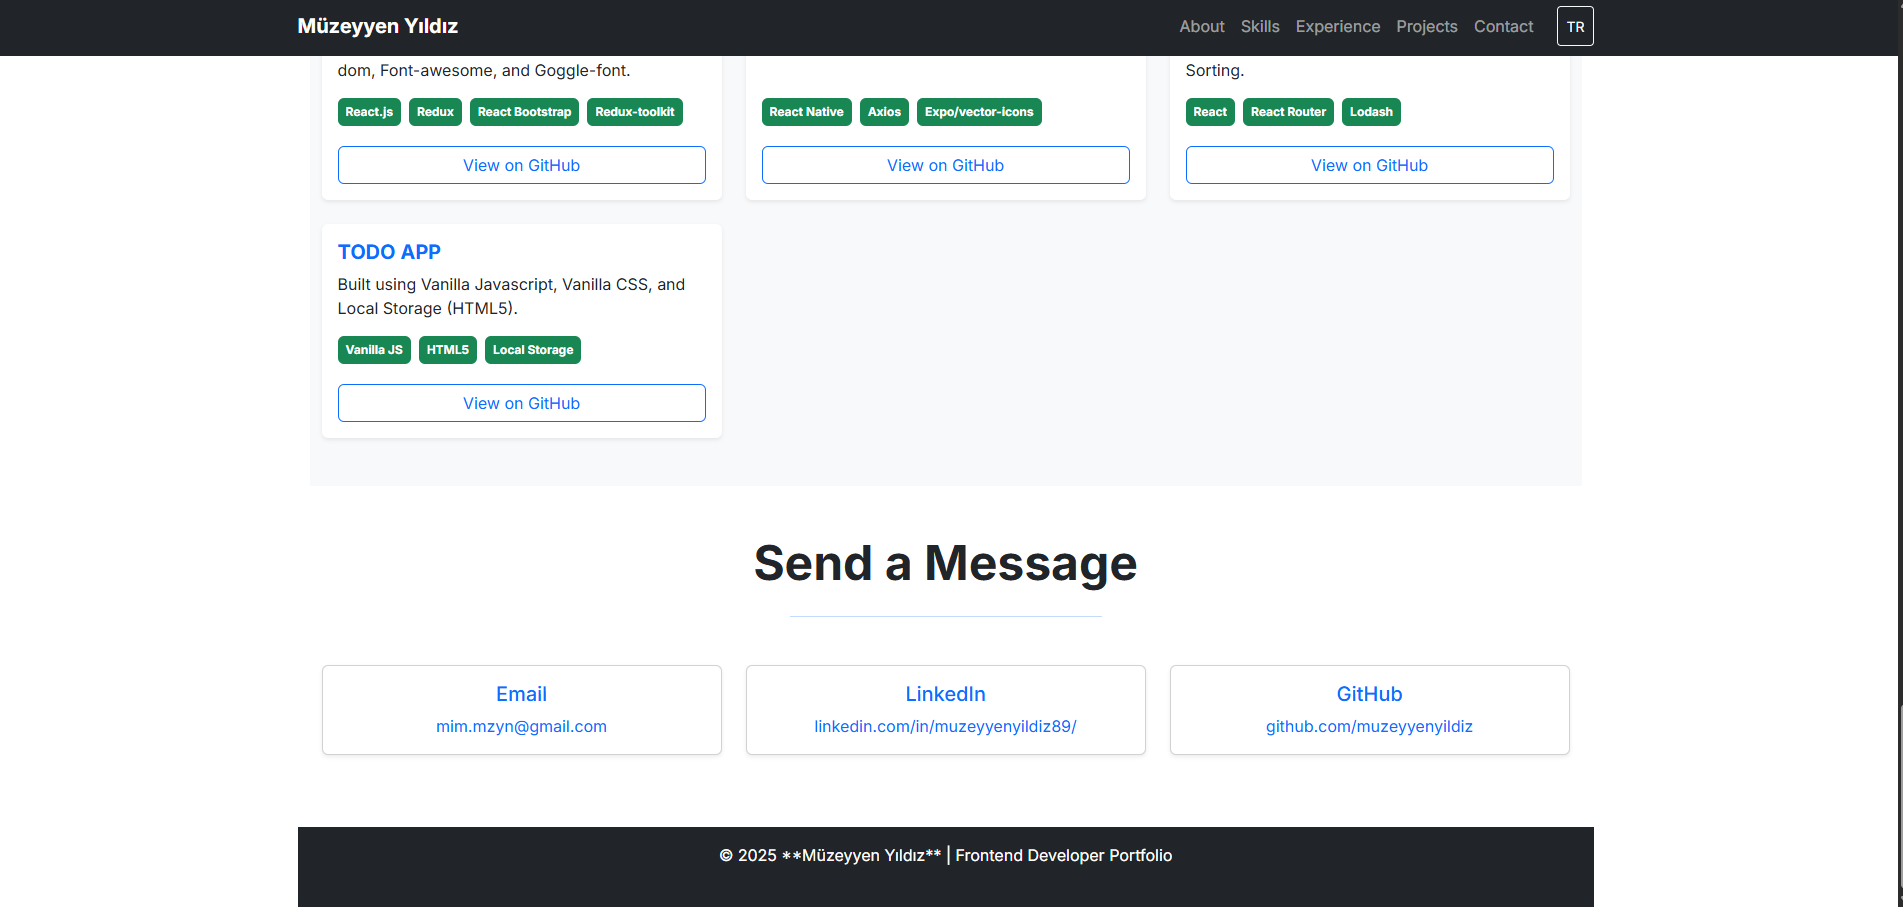 Müzeyyen Yıldız
About Skills Experience Projects Contact TR
dom, Font-awesome, and Goggle-font.
React.js Redux React Bootstrap Redux-toolkit
View on GitHub
React Native Axios Expo/vector-icons
View on GitHub
Sorting.
React React Router Lodash
View on GitHub
TODO APP
Built using Vanilla Javascript, Vanilla CSS, and
Local Storage (HTML5).
Vanilla JS HTML5 Local Storage
View on GitHub
Send a Message
Email
mim.mzyn@gmail.com
LinkedIn
linkedin.com/in/muzeyyenyildiz89/
GitHub
github.com/muzeyyenyildiz
© 2025 **Müzeyyen Yıldız** | Frontend Developer Portfolio